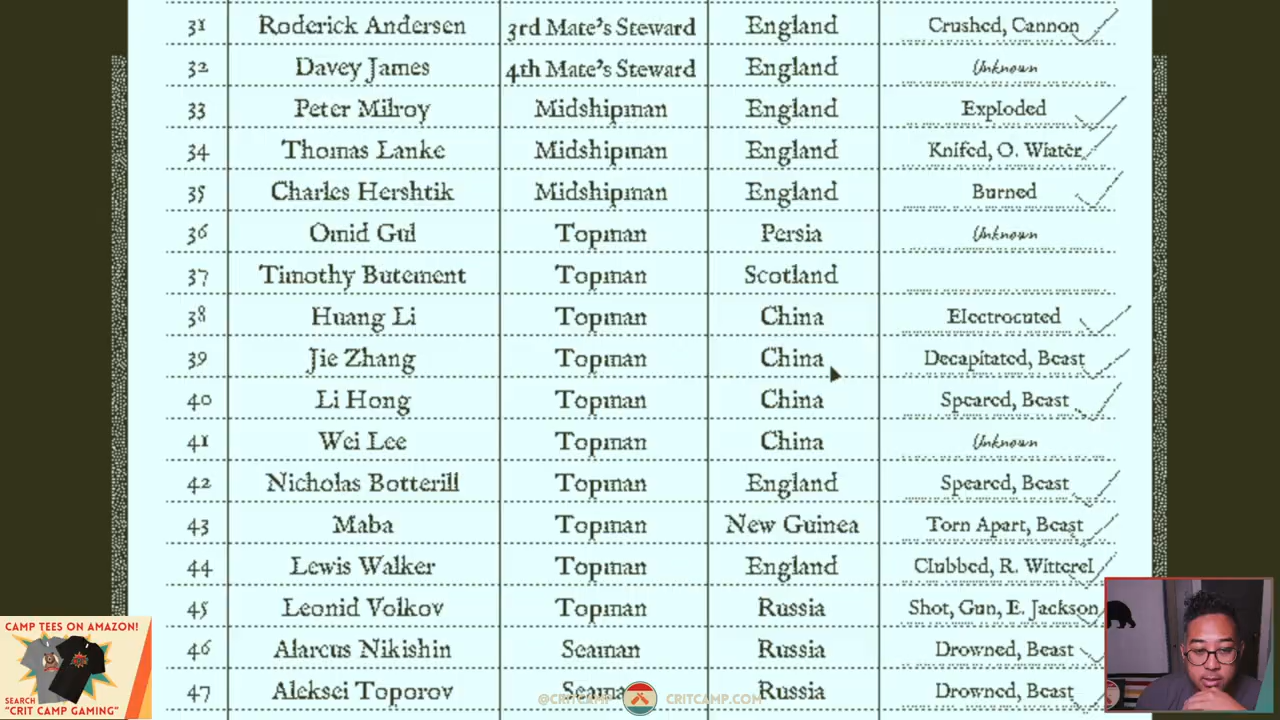 31 Roderick Andersen 3rd Mate's Steward England Crushed, Cannon
32 Davey James 4th Mate's Steward England Unknown
33 Peter Milroy Midshipman England Exploded
34 Thomas Lanke Midshipman England Knifed, O. Wiater
35 Charles Hershtik Midshipman England Burned
36 Omid Gul Topman Persia Unknown
37 Timothy Butement Topman Scotland
38 Huang Li Topman China Electrocuted
39 Jie Zhang Topman China Decapitated, Beast
40 Li Hong Topman China Speared, Beast
41 Wei Lee Topman China Unknown
42 Nicholas Botterill Topman England Speared, Beast
43 Maba Topman New Guinea Torn Apart, Beast
44 Lewis Walker Topman England Clubbed, R. Witterel
45 Leonid Volkov Topman Russia Shot, Gun, E. Jackson
46 Alarcus Nikishin Seaman Russia Drowned, Beast
47 Aleksei Toporov Seaman Russia Drowned, Beast
CAMP TEES ON AMAZON!
SEARCH
"CRIT CAMP GAMING"
@CRITCAMP CRITCAMP.COM